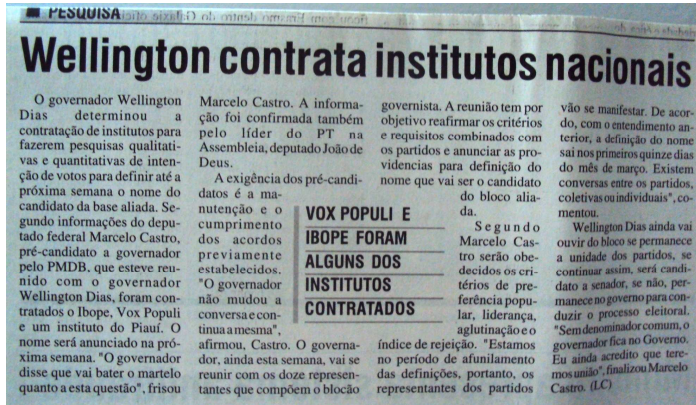 PESQUISA
Wellington contrata institutos nacionais
O governador Wellington
Dias determinou a
contratação de institutos para
fazerem pesquisas qualitati-
vas e quantitativas de inten-
ção de votos para definir até a
próxima semana o nome do
candidato da base aliada. Se-
gundo informações do depu-
tado federal Marcelo Castro,
pré-candidato a governador
pelo PMDB, que esteve reu-
nido com o governador
Wellington Dias, foram con-
tratados o Ibope, Vox Populi
e um instituto do Piauí. O
nome será anunciado na pró-
xima semana. "O governador
disse que vai bater o martelo
quanto a esta questão", frisou
Marcelo Castro. A informa-
ção foi confirmada também
pelo líder do PT na
Assembleia, deputado João de
Deus.
A exigência dos pré-candi-
datos é a ma-
nutenção e o
cumprimento
dos acordos
previamente
estabelecidos.
"O governador
não mudou a
conversa e con-
tinua a mesma",
afirmou, Castro. O governa-
dor, ainda esta semana, vai se
reunir com os doze represen-
tantes que compõem o blocão
VOX POPULI E
IBOPE FORAM
ALGUNS DOS
INSTITUTOS
CONTRATADOS
governista. A reunião tem por
objetivo reafirmar os critérios
e requisitos combinados com
os partidos e anunciar as pro-
videncias para definição do
nome que vai ser o candidato
do bloco alia-
da.
Segundo
Marcelo Cas-
tro serão obe-
decidos os cri-
térios de pre-
ferência popu-
lar, liderança,
aglutinação e o
índice de rejeição. "Estamos
no período de afunilamento
das definições, portanto, os
representantes dos partidos
vão se manifestar. De acor-
do, com o entendimento an-
terior, a definição do nome
sai nos primeiros quinze dias
do mês de março. Existem
conversas entre os partidos,
coletivas ou individuais", co-
mentou.
Wellington Dias ainda vai
ouvir do bloco se permanece
a unidade dos partidos, se
continuar assim, será candi-
dato a senador, se não, per-
manece no governo para con-
duzir o processo eleitoral.
"Sem denominador comum, o
governador fica no Governo.
Eu ainda acredito que tere-
mos união", finalizou Marcelo
Castro. (LC)